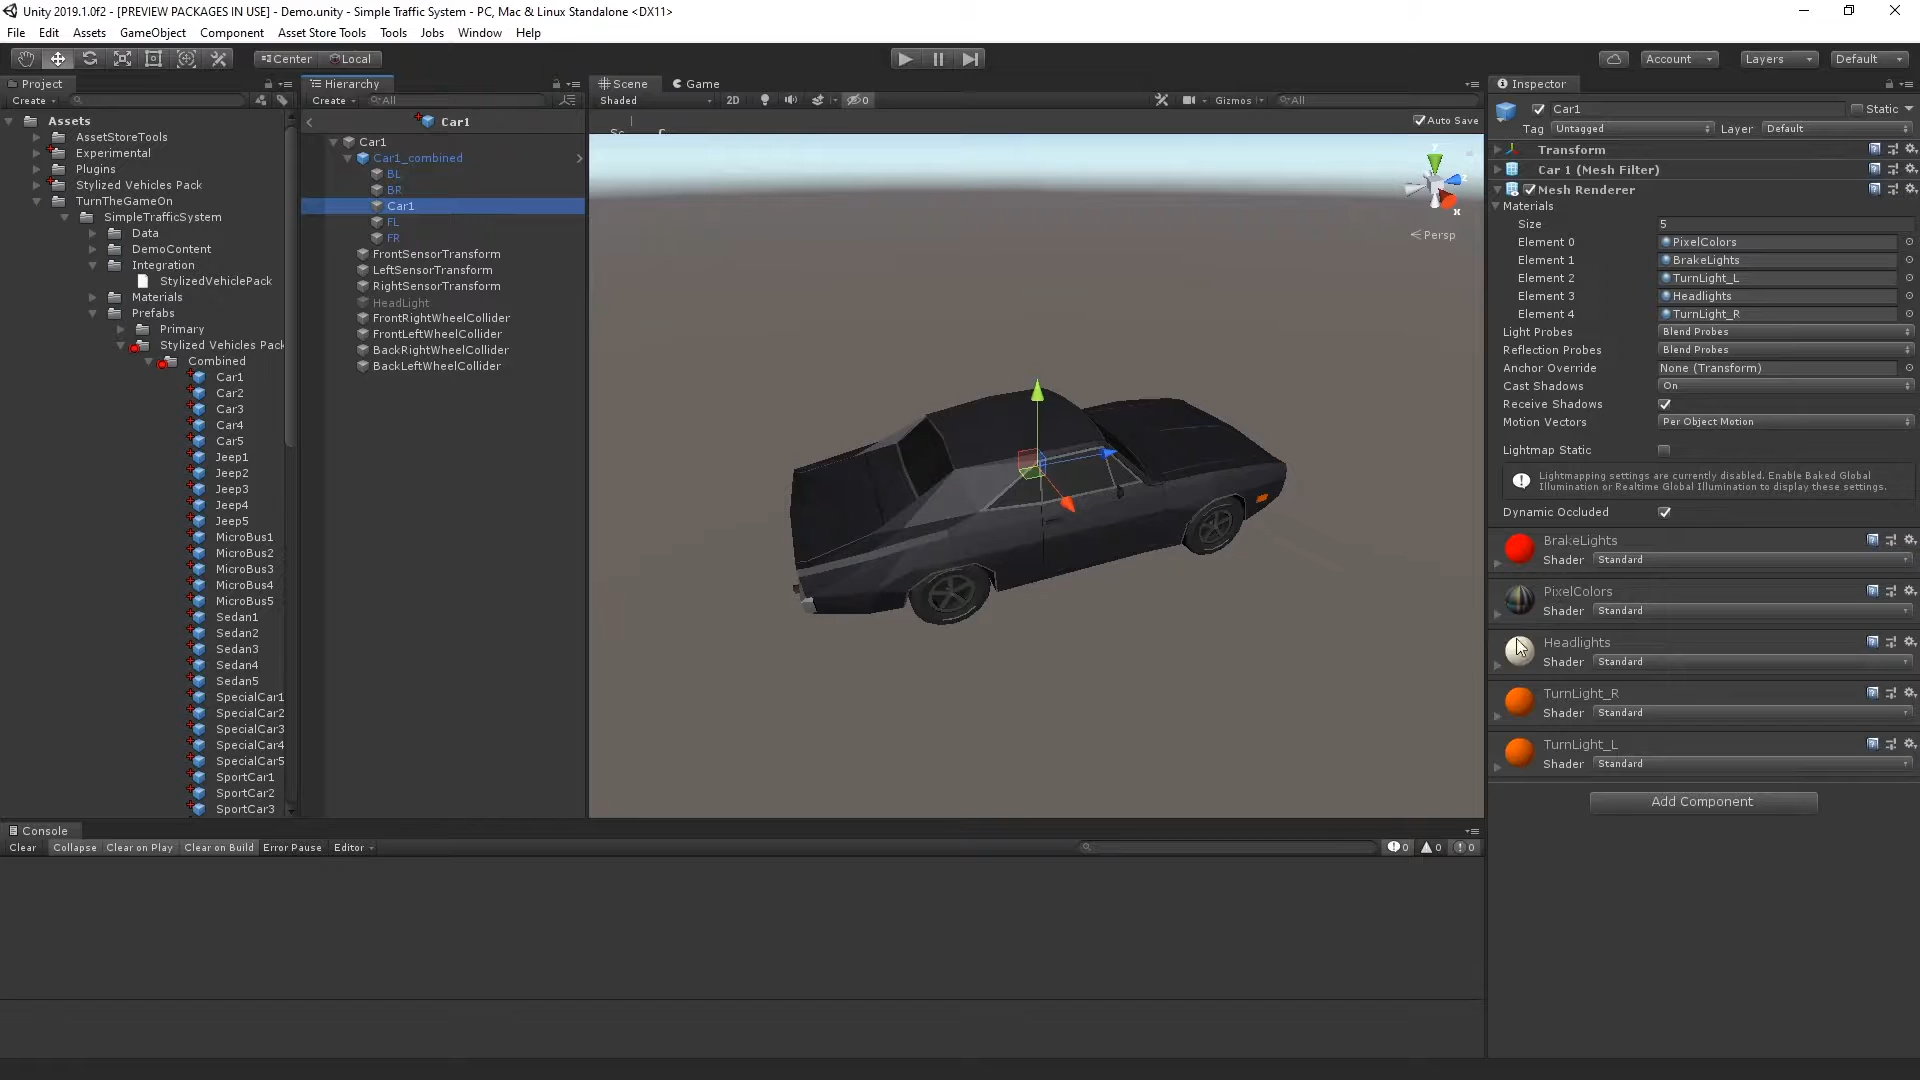 Unity 2019.1.0f2 - [PREVIEW PACKAGES IN USE] - Demo.unity - Simple Traffic System - PC, Mac & Linux Standalone <DX11>
File Edit Assets GameObject Component Asset Store Tools Tools Jobs Window Help
Center Local Account Layers Default
Project
Create
Assets
AssetStoreTools
Experimental
Plugins
Stylized Vehicles Pack
TurnTheGameOn
SimpleTrafficSystem
Data
DemoContent
Integration
StylizedVehiclePack
Materials
Prefabs
Primary
Stylized Vehicles Pack
Combined
Car1
Car2
Car3
Car4
Car5
Jeep1
Jeep2
Jeep3
Jeep4
Jeep5
MicroBus1
MicroBus2
MicroBus3
MicroBus4
MicroBus5
Sedan1
Sedan2
Sedan3
Sedan4
Sedan5
SpecialCar1
SpecialCar2
SpecialCar3
SpecialCar4
SpecialCar5
SportCar1
SportCar2
SportCar3
Hierarchy
Create All
Car1
Car1
Car1_combined
BL
BR
Car1
FL
FR
FrontSensorTransform
LeftSensorTransform
RightSensorTransform
HeadLight
FrontRightWheelCollider
FrontLeftWheelCollider
BackRightWheelCollider
BackLeftWheelCollider
Scene Game
Shaded 2D 0 Gizmos All
Auto Save
y
z
x
Persp
Inspector
Car1 Static
Tag Untagged Layer Default
Transform
Car 1 (Mesh Filter)
Mesh Renderer
Materials
Size 5
Element 0 PixelColors
Element 1 BrakeLights
Element 2 TurnLight_L
Element 3 Headlights
Element 4 TurnLight_R
Light Probes Blend Probes
Reflection Probes Blend Probes
Anchor Override None (Transform)
Cast Shadows On
Receive Shadows
Motion Vectors Per Object Motion
Lightmap Static
Lightmapping settings are currently disabled. Enable Baked Global
Illumination or Realtime Global Illumination to display these settings.
Dynamic Occluded
BrakeLights
Shader Standard
PixelColors
Shader Standard
Headlights
Shader Standard
TurnLight_R
Shader Standard
TurnLight_L
Shader Standard
Add Component
Console
Clear Collapse Clear on Play Clear on Build Error Pause Editor 0 0 0